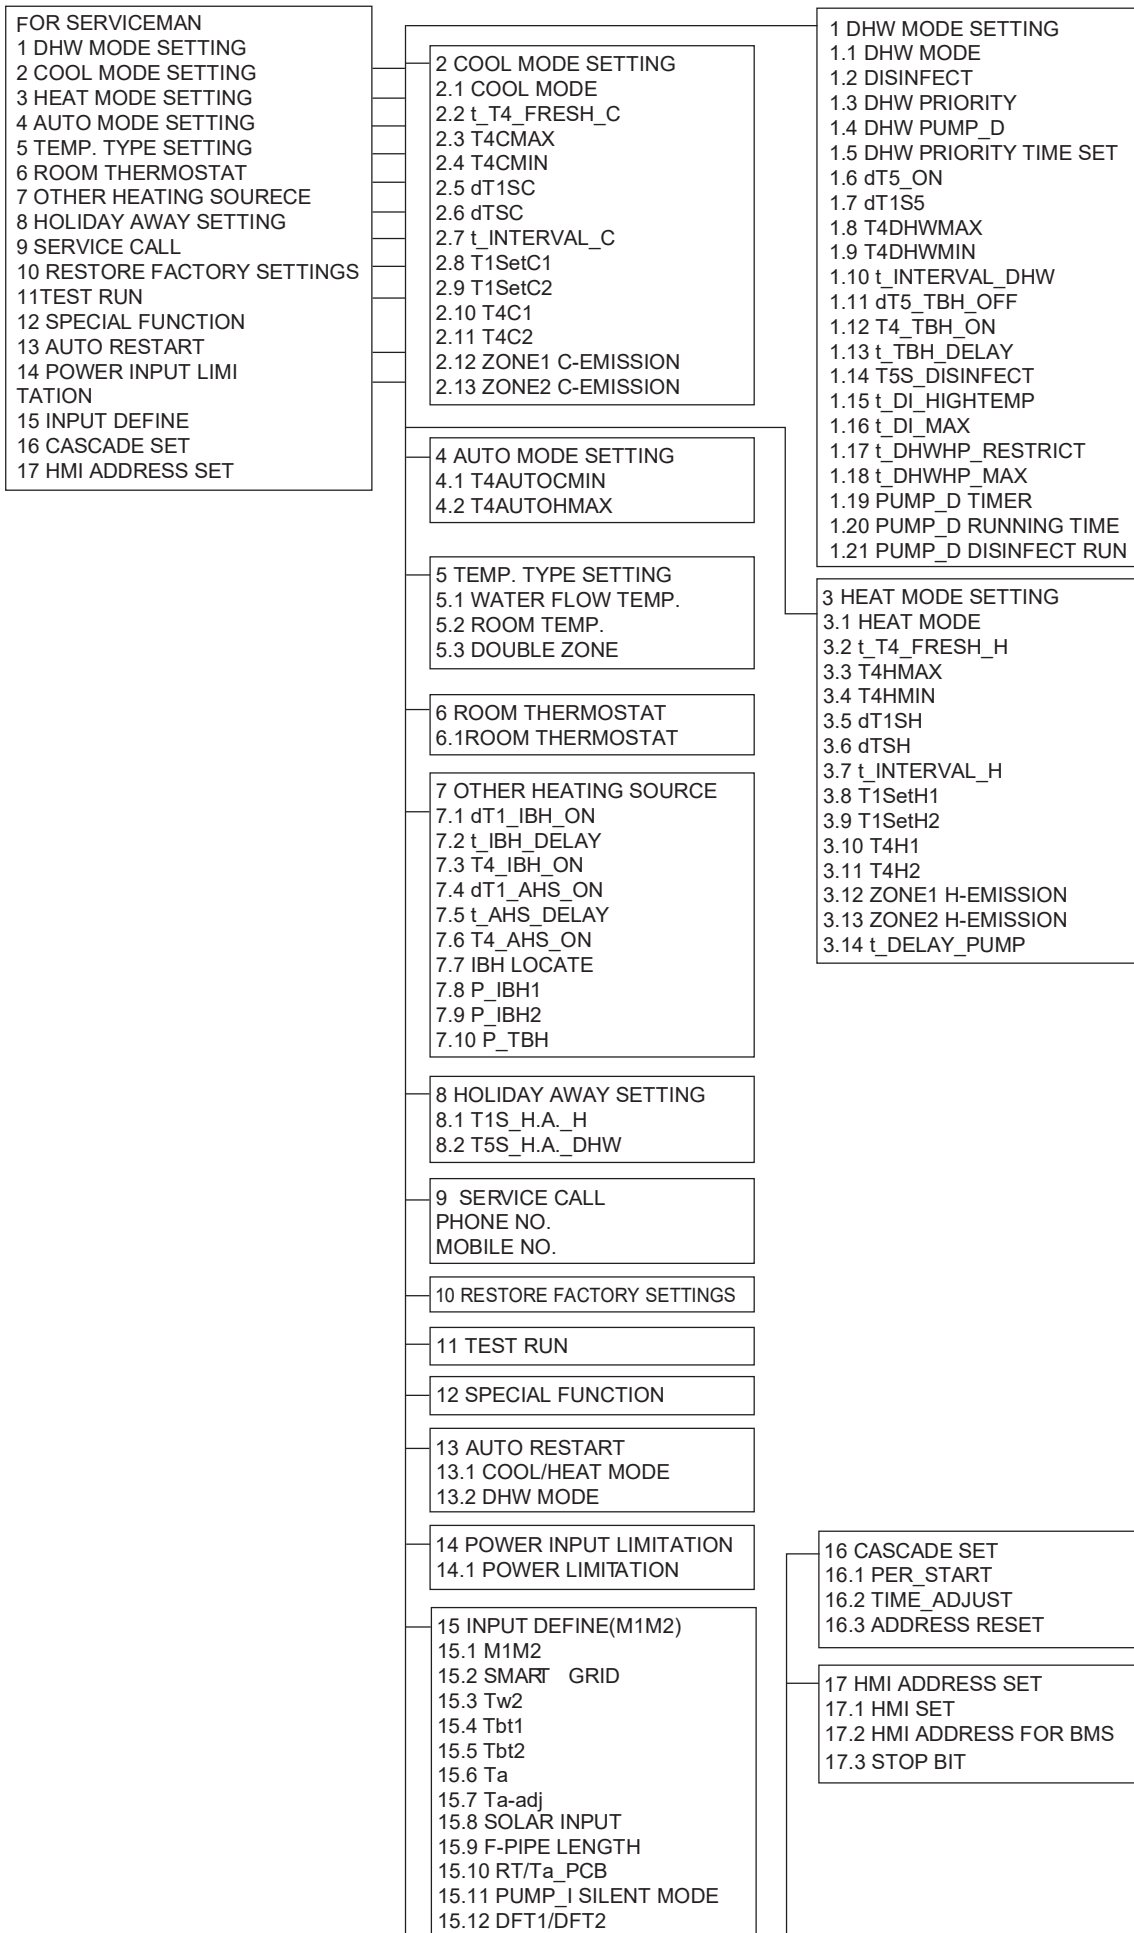 FOR SERVICEMAN
1 DHW MODE SETTING
2 COOL MODE SETTING
3 HEAT MODE SETTING
4 AUTO MODE SETTING
5 TEMP. TYPE SETTING
6 ROOM THERMOSTAT
7 OTHER HEATING SOURECE
8 HOLIDAY AWAY SETTING
9 SERVICE CALL
10 RESTORE FACTORY SETTINGS
11TEST RUN
12 SPECIAL FUNCTION
13 AUTO RESTART
14 POWER INPUT LIMI
TATION
15 INPUT DEFINE
16 CASCADE SET
17 HMI ADDRESS SET
2 COOL MODE SETTING
2.1 COOL MODE
2.2 t_T4_FRESH_C
2.3 T4CMAX
2.4 T4CMIN
2.5 dT1SC
2.6 dTSC
2.7 t_INTERVAL_C
2.8 T1SetC1
2.9 T1SetC2
2.10 T4C1
2.11 T4C2
2.12 ZONE1 C-EMISSION
2.13 ZONE2 C-EMISSION
4 AUTO MODE SETTING
4.1 T4AUTOCMIN
4.2 T4AUTOHMAX
5 TEMP. TYPE SETTING
5.1 WATER FLOW TEMP.
5.2 ROOM TEMP.
5.3 DOUBLE ZONE
6 ROOM THERMOSTAT
6.1ROOM THERMOSTAT
7 OTHER HEATING SOURCE
7.1 dT1_IBH_ON
7.2 t_IBH_DELAY
7.3 T4_IBH_ON
7.4 dT1_AHS_ON
7.5 t_AHS_DELAY
7.6 T4_AHS_ON
7.7 IBH LOCATE
7.8 P_IBH1
7.9 P_IBH2
7.10 P_TBH
8 HOLIDAY AWAY SETTING
8.1 T1S_H.A._H
8.2 T5S_H.A._DHW
9 SERVICE CALL
PHONE NO.
MOBILE NO.
10 RESTORE FACTORY SETTINGS
11 TEST RUN
12 SPECIAL FUNCTION
13 AUTO RESTART
13.1 COOL/HEAT MODE
13.2 DHW MODE
14 POWER INPUT LIMITATION
14.1 POWER LIMITATION
15 INPUT DEFINE(M1M2)
15.1 M1M2
15.2 SMART GRID
15.3 Tw2
15.4 Tbt1
15.5 Tbt2
15.6 Ta
15.7 Ta-adj
15.8 SOLAR INPUT
15.9 F-PIPE LENGTH
15.10 RT/Ta_PCB
15.11 PUMP_I SILENT MODE
15.12 DFT1/DFT2
1 DHW MODE SETTING
1.1 DHW MODE
1.2 DISINFECT
1.3 DHW PRIORITY
1.4 DHW PUMP_D
1.5 DHW PRIORITY TIME SET
1.6 dT5_ON
1.7 dT1S5
1.8 T4DHWMAX
1.9 T4DHWMIN
1.10 t_INTERVAL_DHW
1.11 dT5_TBH_OFF
1.12 T4_TBH_ON
1.13 t_TBH_DELAY
1.14 T5S_DISINFECT
1.15 t_DI_HIGHTEMP
1.16 t_DI_MAX
1.17 t_DHWHP_RESTRICT
1.18 t_DHWHP_MAX
1.19 PUMP_D TIMER
1.20 PUMP_D RUNNING TIME
1.21 PUMP_D DISINFECT RUN
3 HEAT MODE SETTING
3.1 HEAT MODE
3.2 t_T4_FRESH_H
3.3 T4HMAX
3.4 T4HMIN
3.5 dT1SH
3.6 dTSH
3.7 t_INTERVAL_H
3.8 T1SetH1
3.9 T1SetH2
3.10 T4H1
3.11 T4H2
3.12 ZONE1 H-EMISSION
3.13 ZONE2 H-EMISSION
3.14 t_DELAY_PUMP
16 CASCADE SET
16.1 PER_START
16.2 TIME_ADJUST
16.3 ADDRESS RESET
17 HMI ADDRESS SET
17.1 HMI SET
17.2 HMI ADDRESS FOR BMS
17.3 STOP BIT